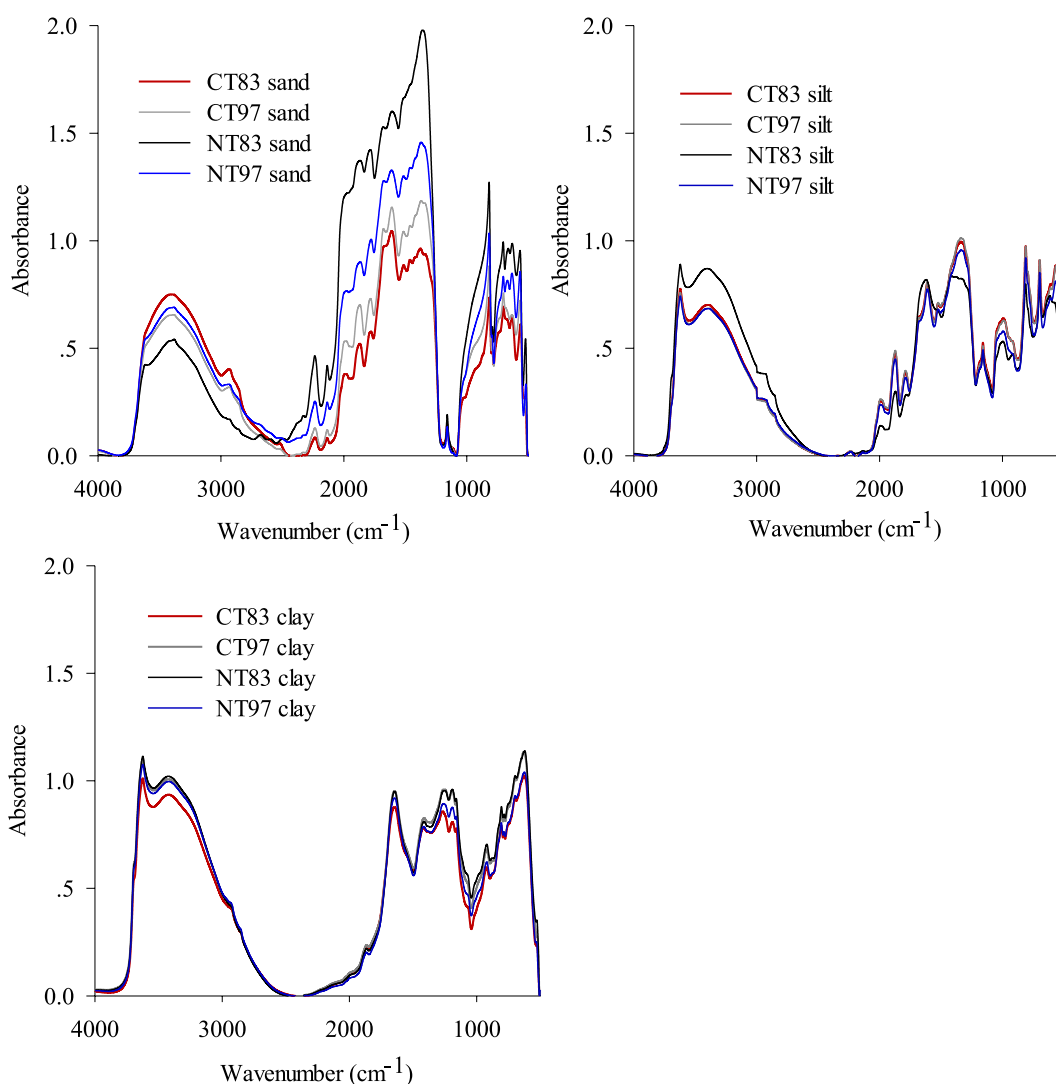 2.0
1.5
1.0
.5
0.0
Absorbance
CT83 sand
CT97 sand
NT83 sand
NT97 sand
4000 3000 2000 1000
Wavenumber (cm-1)
2.0
1.5
1.0
.5
0.0
Absorbance
CT83 silt
CT97 silt
NT83 silt
NT97 silt
4000 3000 2000 1000
Wavenumber (cm-1)
2.0
1.5
1.0
.5
0.0
Absorbance
CT83 clay
CT97 clay
NT83 clay
NT97 clay
4000 3000 2000 1000
Wavenumber (cm-1)